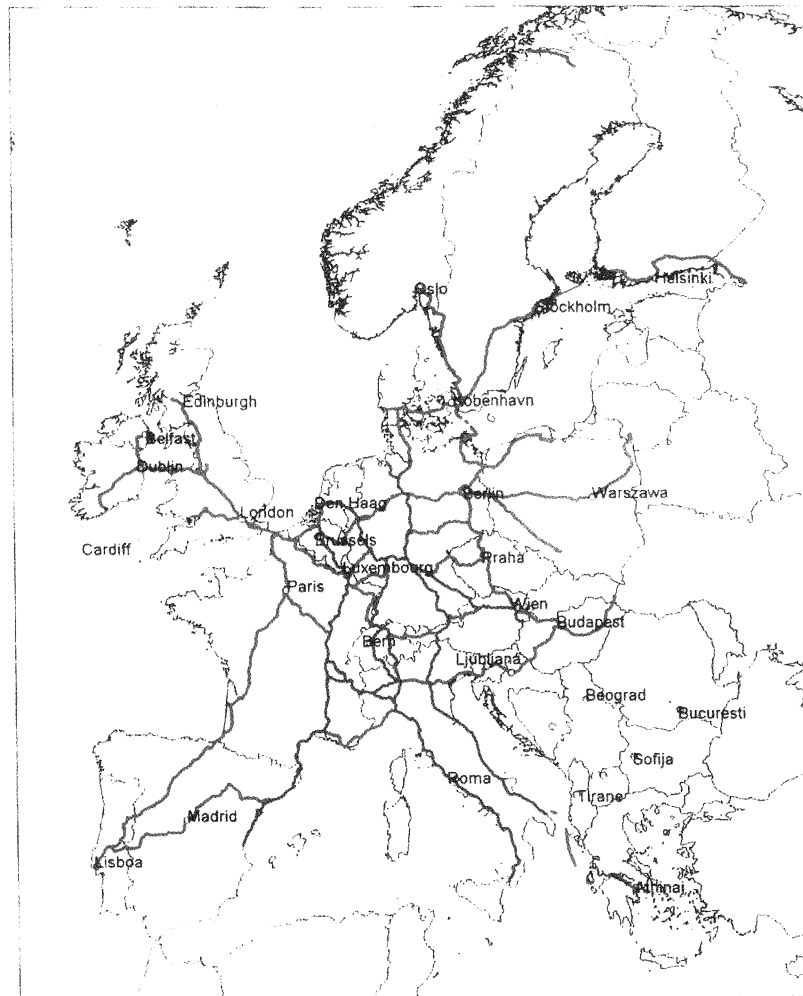 Oslo
Helsinki
Stockholm
Edinburgh
København
Belfast
Dublin
Den Haag
Berlin
Warszawa
London
Cardiff
Brussels
Praha
Luxembourg
Paris
Wien
Budapest
Bern
Ljubljana
Beograd
Bucuresti
Sofija
Roma
Tirane
Madrid
Lisboa
Athinai